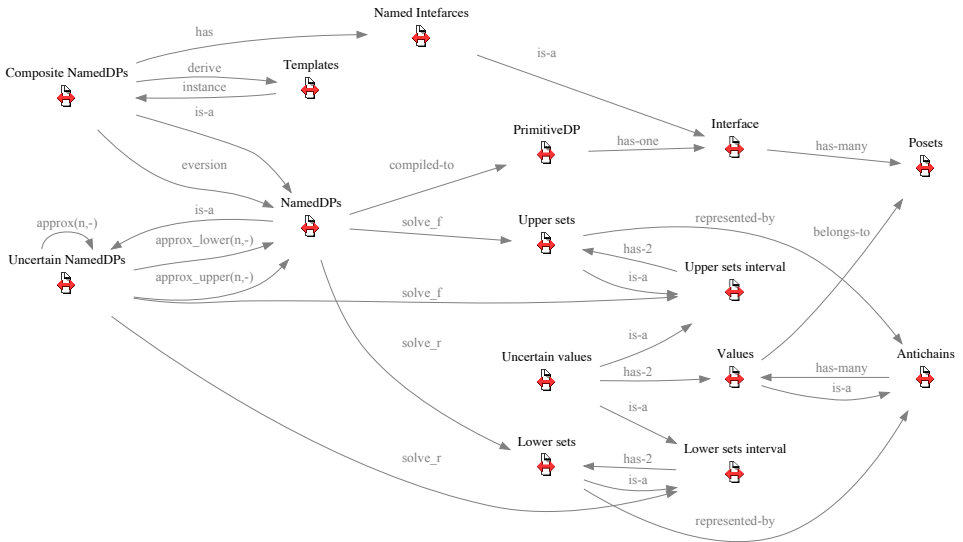 Named Intefarces
has
is-a
Composite NamedDPs
derive
Templates
instance
is-a
PrimitiveDP
Interface
has-one
has-many
Posets
eversion
compiled-to
NamedDPs
approx(n,-)
is-a
solve_f
Upper sets
represented-by
belongs-to
approx_lower(n,-)
has-2
Uncertain NamedDPs
Upper sets interval
approx_upper(n,-)
is-a
solve_f
is-a
solve_r
Uncertain values
Values
Antichains
has-2
has-many
is-a
is-a
Lower sets
Lower sets interval
solve_r
has-2
is-a
represented-by